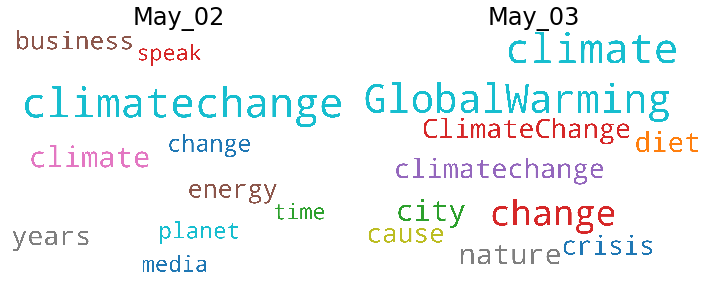 May_02
business
speak
climatechange
change
climate
energy
time
planet
years
media
May_03
climate
GlobalWarming
ClimateChange
diet
climatechange
city
change
cause
nature
crisis